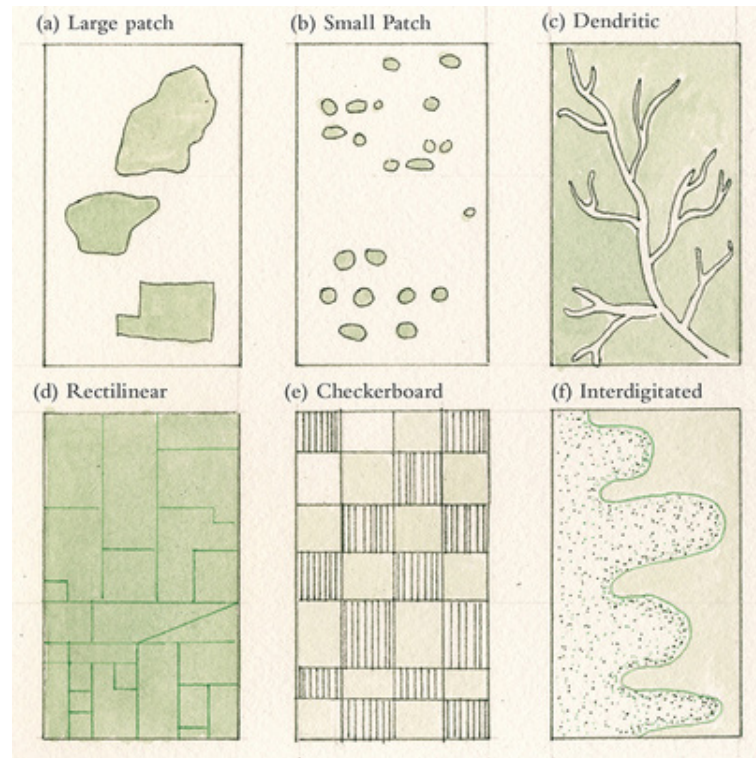 (a) Large patch
(b) Small Patch
(c) Dendritic
(d) Rectilinear
(e) Checkerboard
(f) Interdigitated